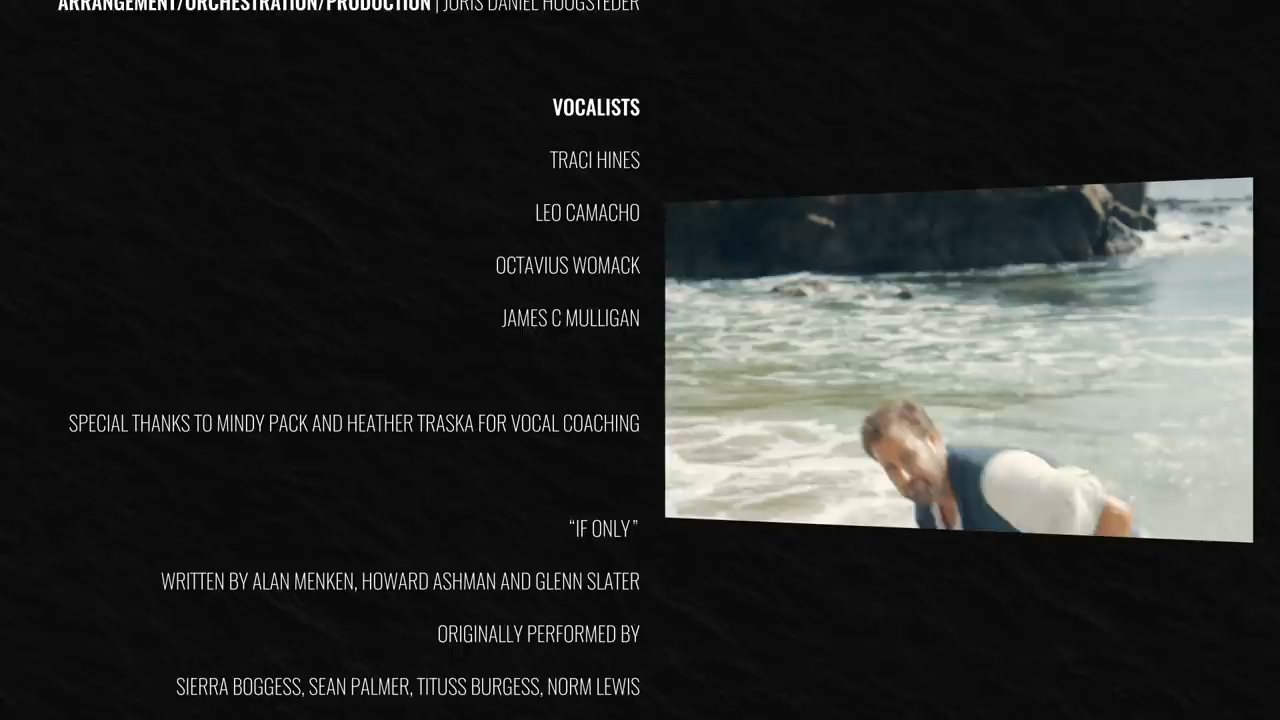 ARRANGEMENT/ORCHESTRATION/PRODUCTION | JORIS DANIEL HOOGSTEDER
VOCALISTS
TRACI HINES
LEO CAMACHO
OCTAVIUS WOMACK
JAMES C MULLIGAN
SPECIAL THANKS TO MINDY PACK AND HEATHER TRASKA FOR VOCAL COACHING
“IF ONLY”
WRITTEN BY ALAN MENKEN, HOWARD ASHMAN AND GLENN SLATER
ORIGINALLY PERFORMED BY
SIERRA BOGGESS, SEAN PALMER, TITUSS BURGESS, NORM LEWIS